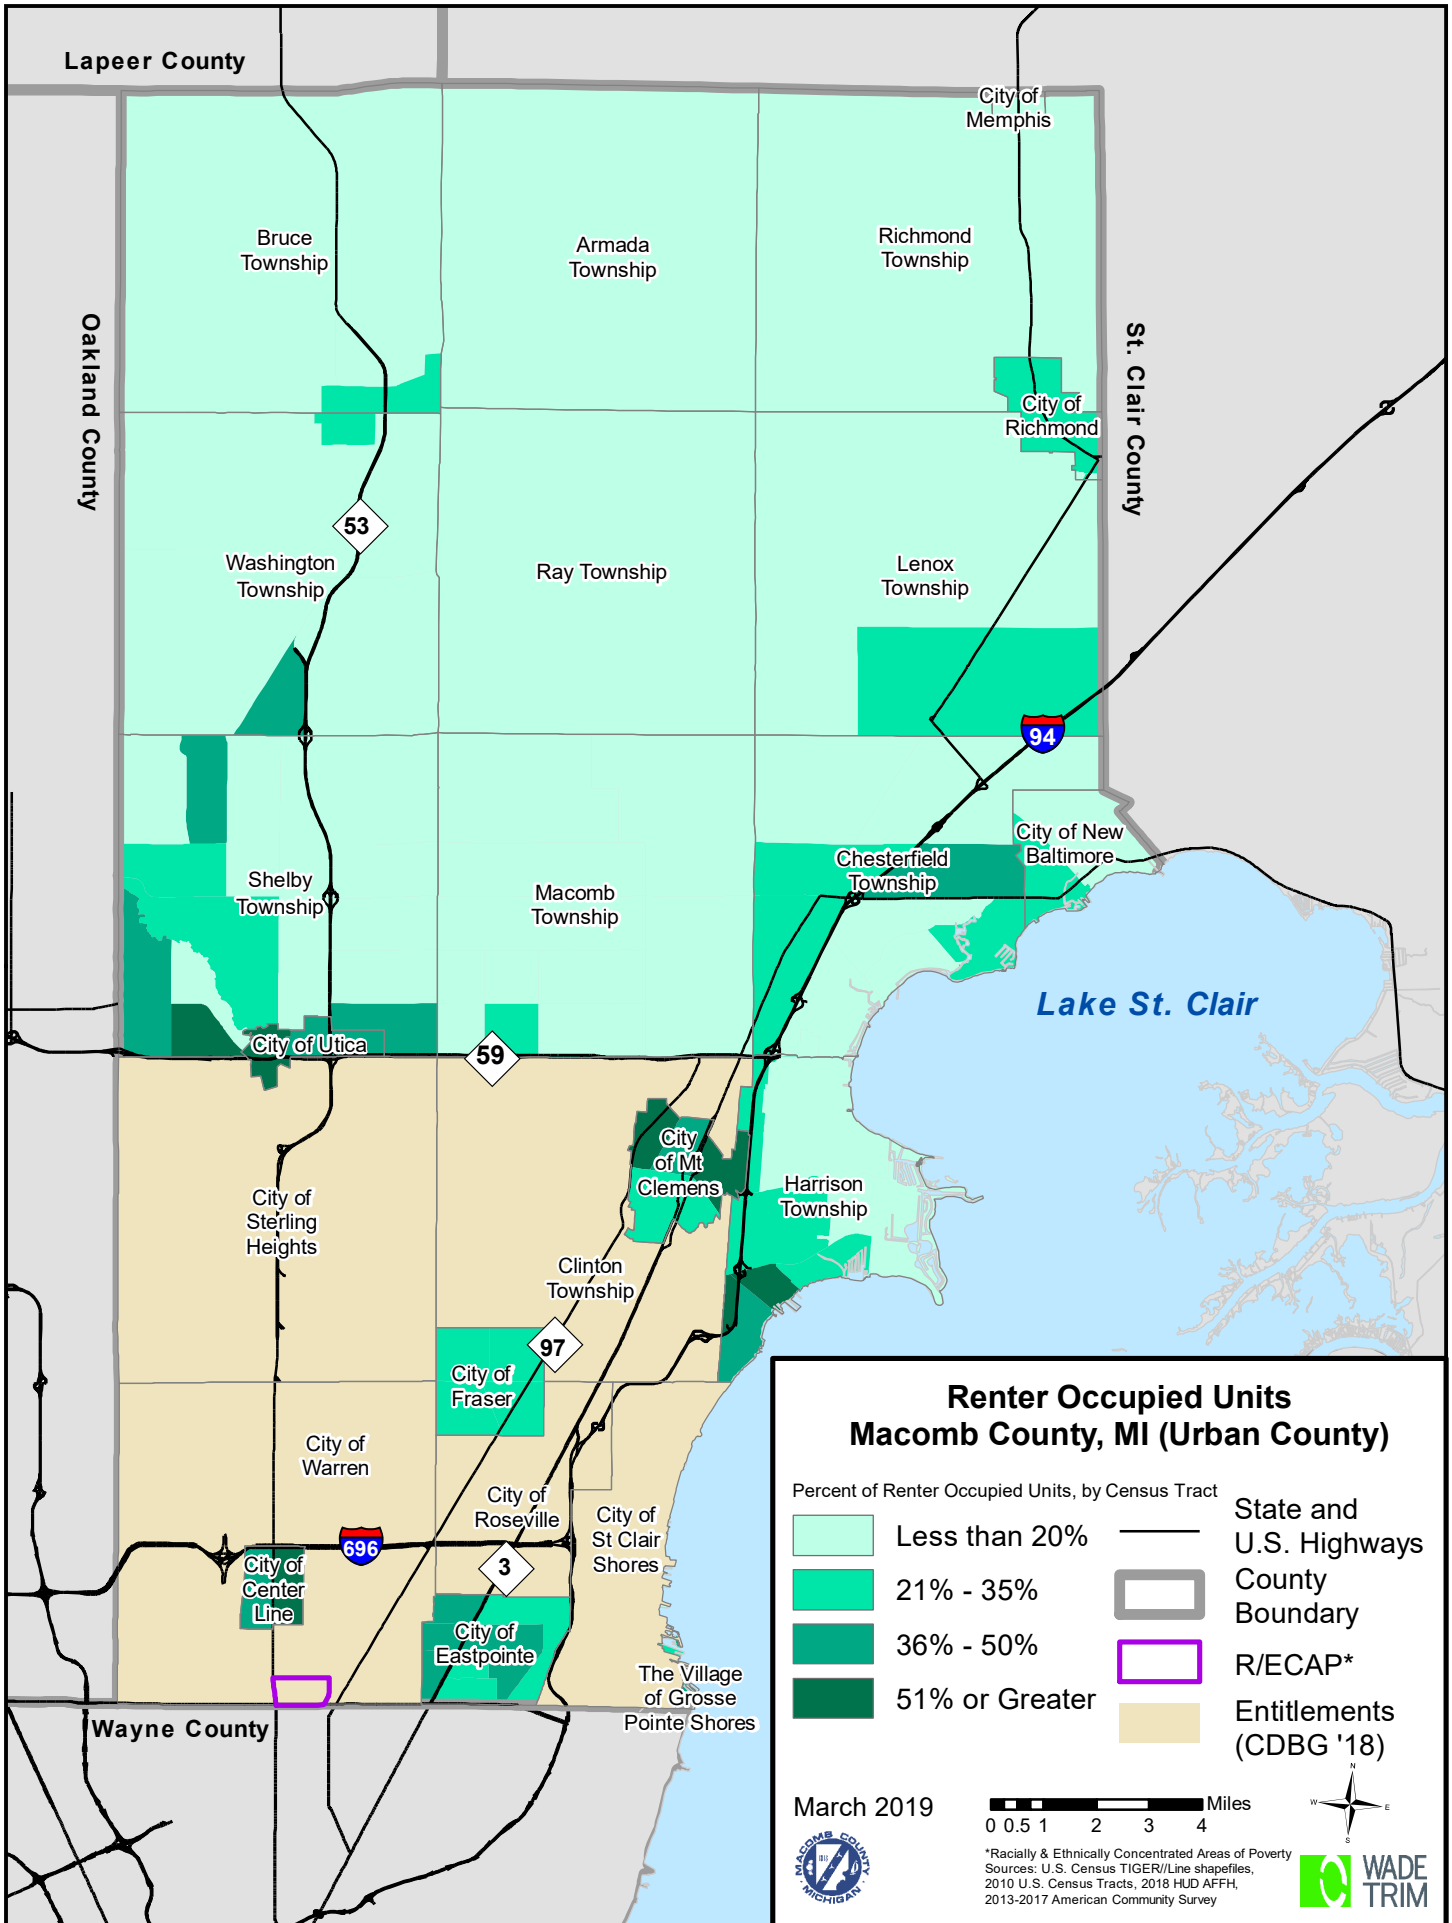 Lapeer County
City of
Memphis
Bruce
Township
Armada
Township
Richmond
Township
Oakland County
St. Clair County
City of
Richmond
53
Washington
Township
Ray Township
Lenox
Township
94
City of New
Baltimore
Chesterfield
Township
Shelby
Township
Macomb
Township
Lake St. Clair
City of Utica
59
City
of Mt
Clemens
Harrison
Township
City of
Sterling
Heights
Clinton
Township
97
City of
Fraser
City of
Warren
City of
Roseville
City of
St Clair
Shores
696
3
City of
Center
Line
City of
Eastpointe
The Village
of Grosse
Pointe Shores
Wayne County
Renter Occupied Units
Macomb County, MI (Urban County)
Percent of Renter Occupied Units, by Census Tract
Less than 20%
21% - 35%
36% - 50%
51% or Greater
State and
U.S. Highways
County
Boundary
R/ECAP*
Entitlements
(CDBG '18)
March 2019
Miles
0 0.5 1 2 3 4
N
W E
S
MACOMB COUNTY
MICHIGAN
*Racially & Ethnically Concentrated Areas of Poverty
Sources: U.S. Census TIGER//Line shapefiles,
2010 U.S. Census Tracts, 2018 HUD AFFH,
2013-2017 American Community Survey
WADE
TRIM